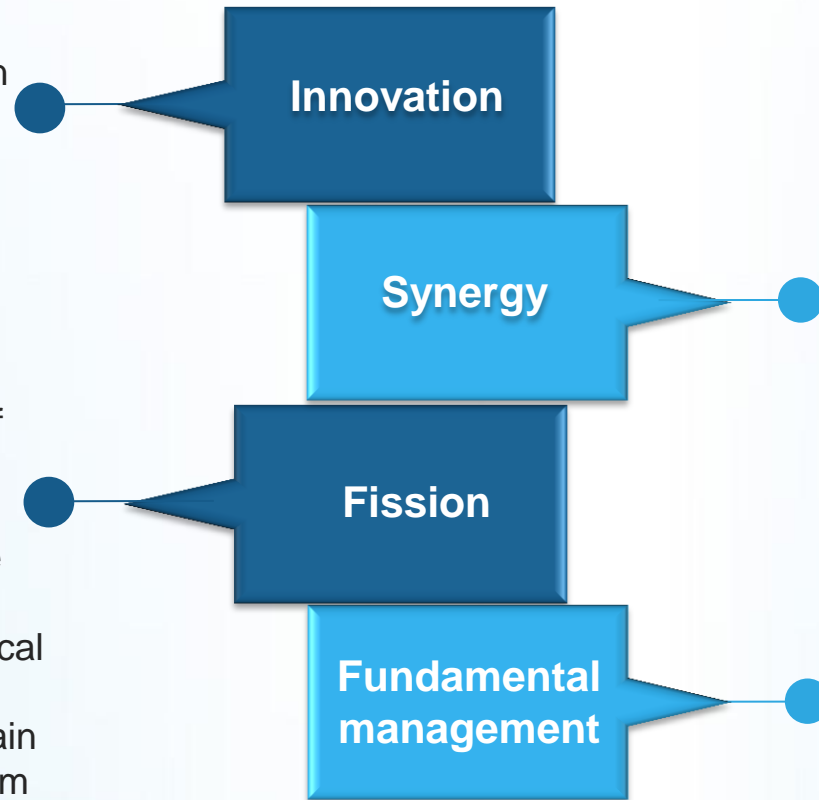 Innovation
Synergy
Fission
Fundamental
management